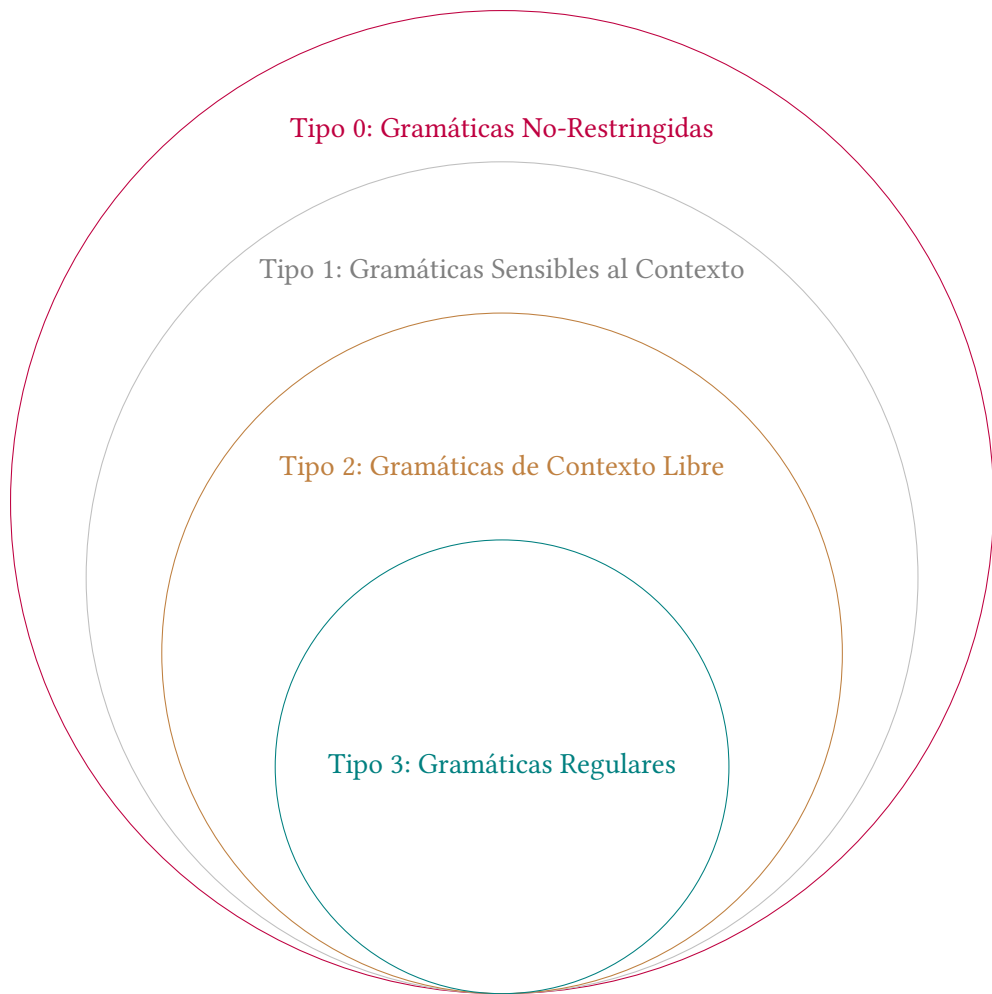 Tipo 0: Gramáticas No-Restringidas
Tipo 1: Gramáticas Sensibles al Contexto
Tipo 2: Gramáticas de Contexto Libre
Tipo 3: Gramáticas Regulares